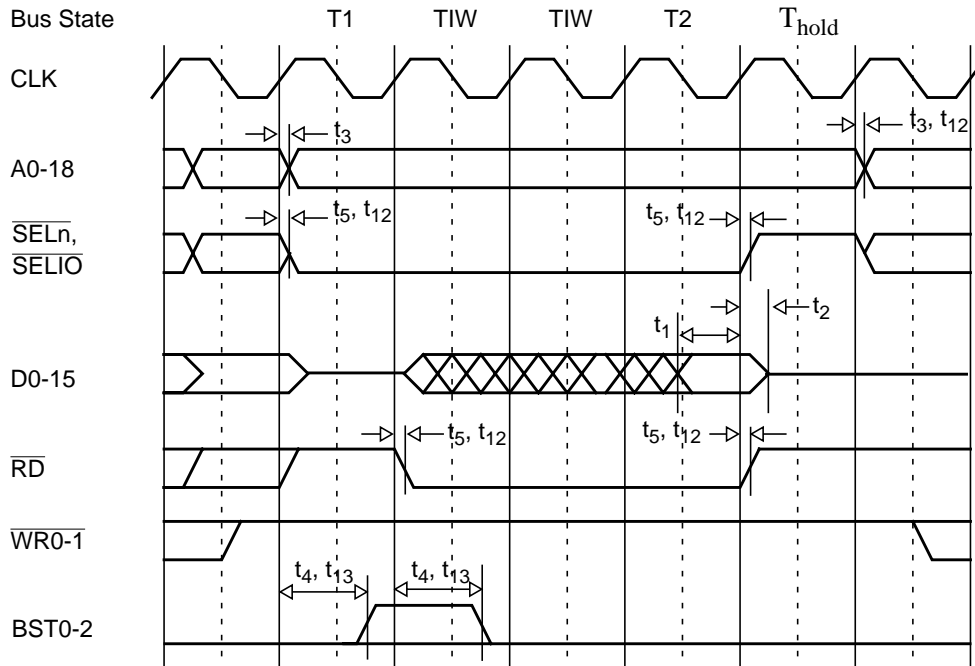 Bus State T1 TIW TIW T2 Thold
CLK
t3 t3, t12
A0-18
t5, t12 t5, t12
SELn,
SELIO
t1 t2
D0-15
t5, t12 t5, t12
RD
WR0-1
t4, t13 t4, t13
BST0-2